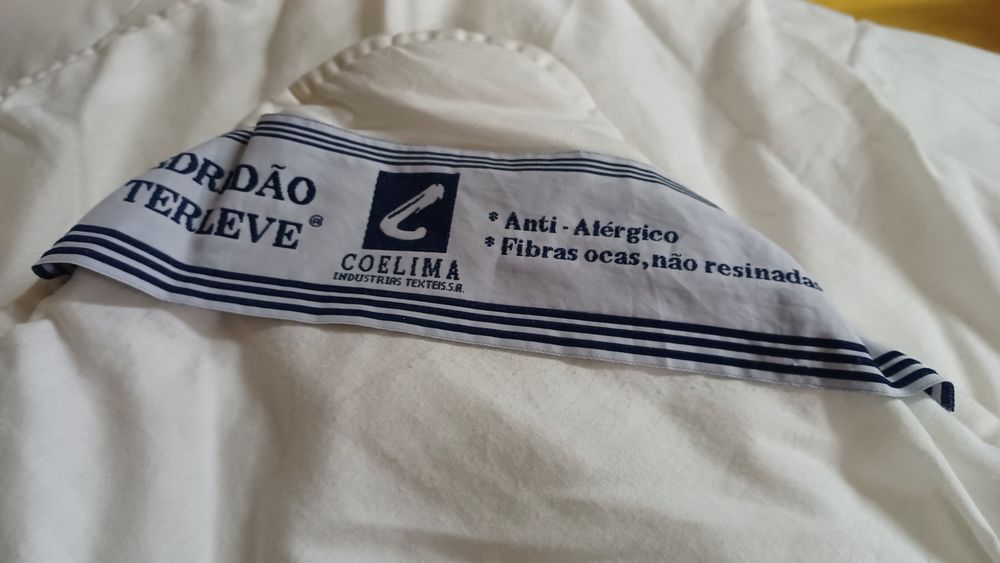 EDREDÃO
TERLEVE®
COELIMA
INDUSTRIAS TEXTEIS, S.A.
* Anti-Alérgico
* Fibras ocas, não resinadas